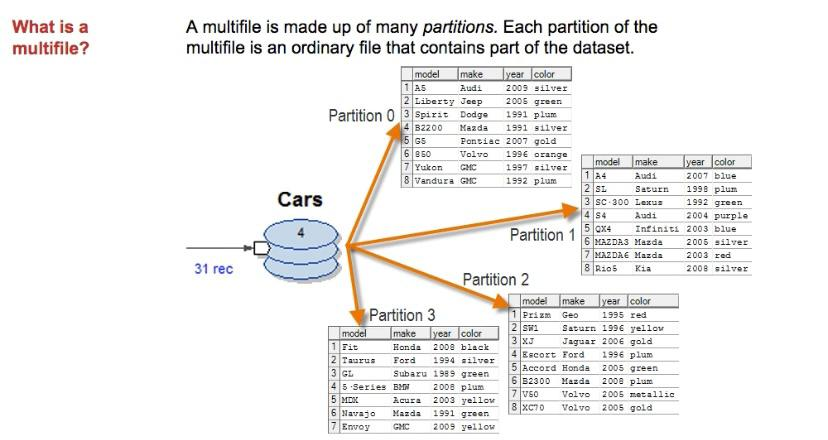 What is a
multifile?
A multifile is made up of many partitions. Each partition of the
multifile is an ordinary file that contains part of the dataset.
Partition 0
model make year color
1 A5 Audi 2009 silver
2 Liberty Jeep 2005 green
3 Spirit Dodge 1991 plum
4 B2200 Mazda 1991 silver
5 G5 Pontiac 2007 gold
6 850 Volvo 1996 orange
7 Yukon GMC 1997 silver
8 Vandura GMC 1992 plum
Partition 1
model make year color
1 A4 Audi 2007 blue
2 SL Saturn 1998 plum
3 SC-300 Lexus 1992 green
4 S4 Audi 2004 purple
5 QX4 Infiniti 2003 blue
6 MAZDA3 Mazda 2005 silver
7 MAZDA6 Mazda 2003 red
8 Rio5 Kia 2008 silver
Cars
4
31 rec
Partition 2
model make year color
1 Prizm Geo 1995 red
2 SW1 Saturn 1996 yellow
3 XJ Jaguar 2006 gold
4 Escort Ford 1996 plum
5 Accord Honda 2005 green
6 B2300 Mazda 2008 plum
7 V50 Volvo 2005 metallic
8 XC70 Volvo 2005 gold
Partition 3
model make year color
1 Fit Honda 2008 black
2 Taurus Ford 1994 silver
3 GL Subaru 1989 green
4 5-Series BMW 2008 plum
5 MDX Acura 2003 yellow
6 Navajo Mazda 1991 green
7 Envoy GMC 2009 yellow